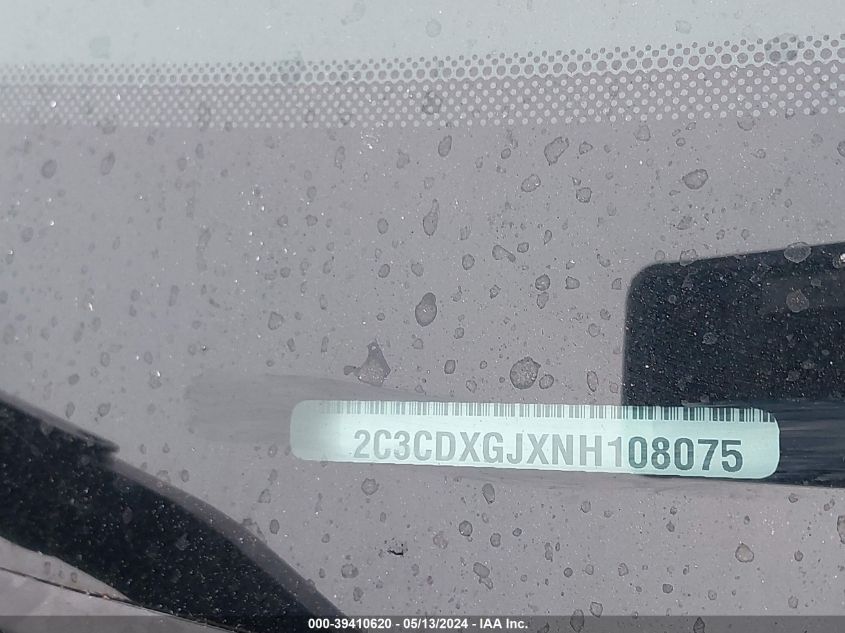 2C3CDXGJXNH108075
000-39410620 - 05/13/2024 - IAA Inc.